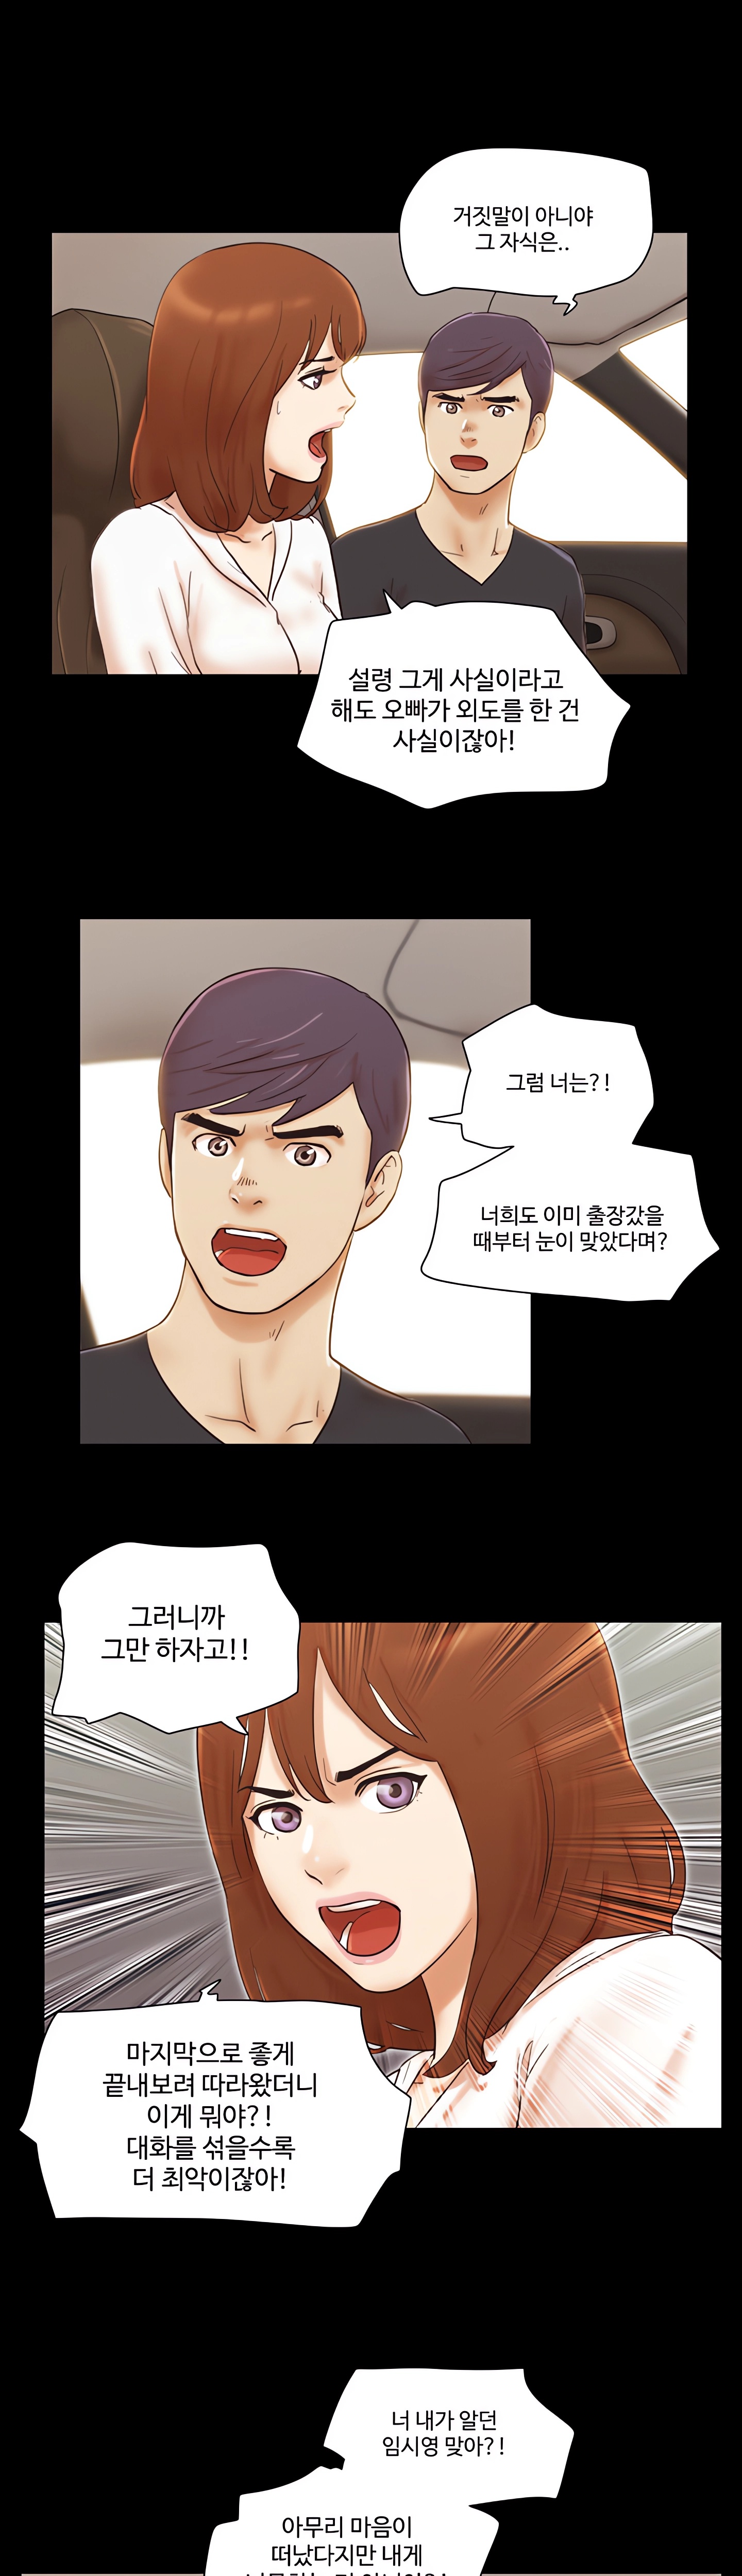 거짓말이 아니야
그 자식은..
설령 그게 사실이라고
해도 오빠가 외도를 한 건
사실이잖아!
그럼 너는?!
너희도 이미 출장갔을
때부터 눈이 맞았다며?
그러니까
그만 하자고!!
마지막으로 좋게
끝내보려 따라왔더니
이게 뭐야?!
대화를 섞을수록
더 최악이잖아!
너 내가 알던
임시영 맞아?!
아무리 마음이
떠났다지만 내게